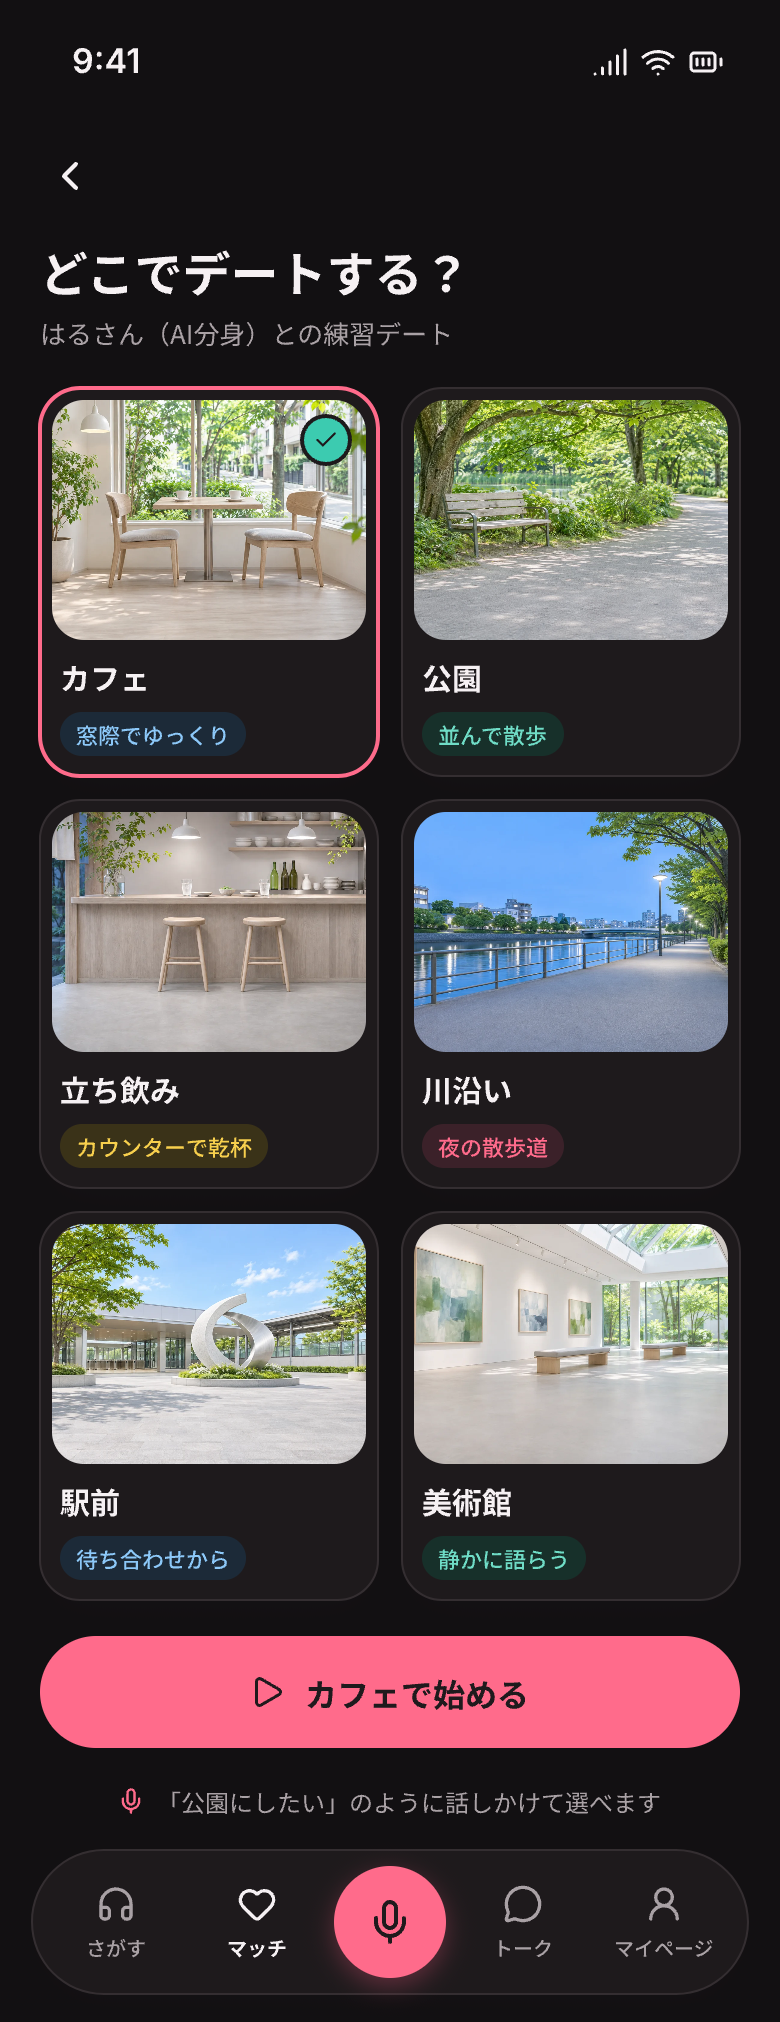 9:41
どこでデートする？
はるさん（AI分身）との練習デート
カフェ
窓際でゆっくり
公園
並んで散歩
立ち飲み
カウンターで乾杯
川沿い
夜の散歩道
駅前
待ち合わせから
美術館
静かに語らう
カフェで始める
「公園にしたい」のように話しかけて選べます
さがす
マッチ
トーク
マイページ